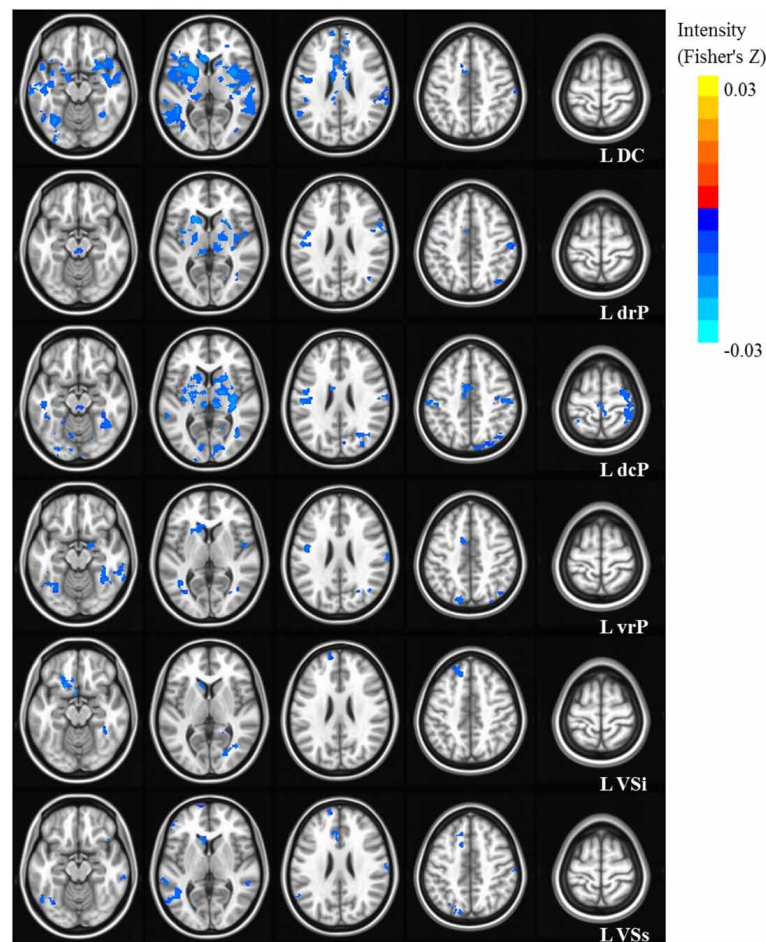 Intensity
(Fisher's Z)
0.03
-0.03
L DC
L drP
L dcP
L vrP
L VSi
L VSs